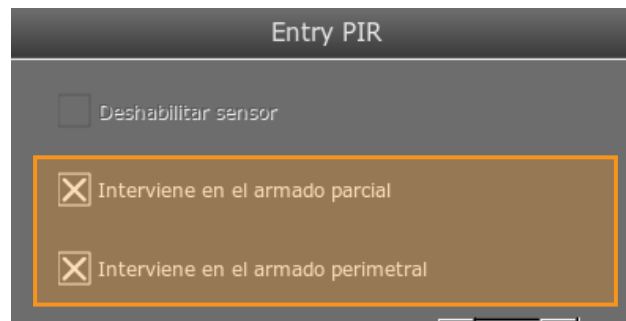 Entry PIR
Deshabilitar sensor
Interviene en el armado parcial
Interviene en el armado perimetral